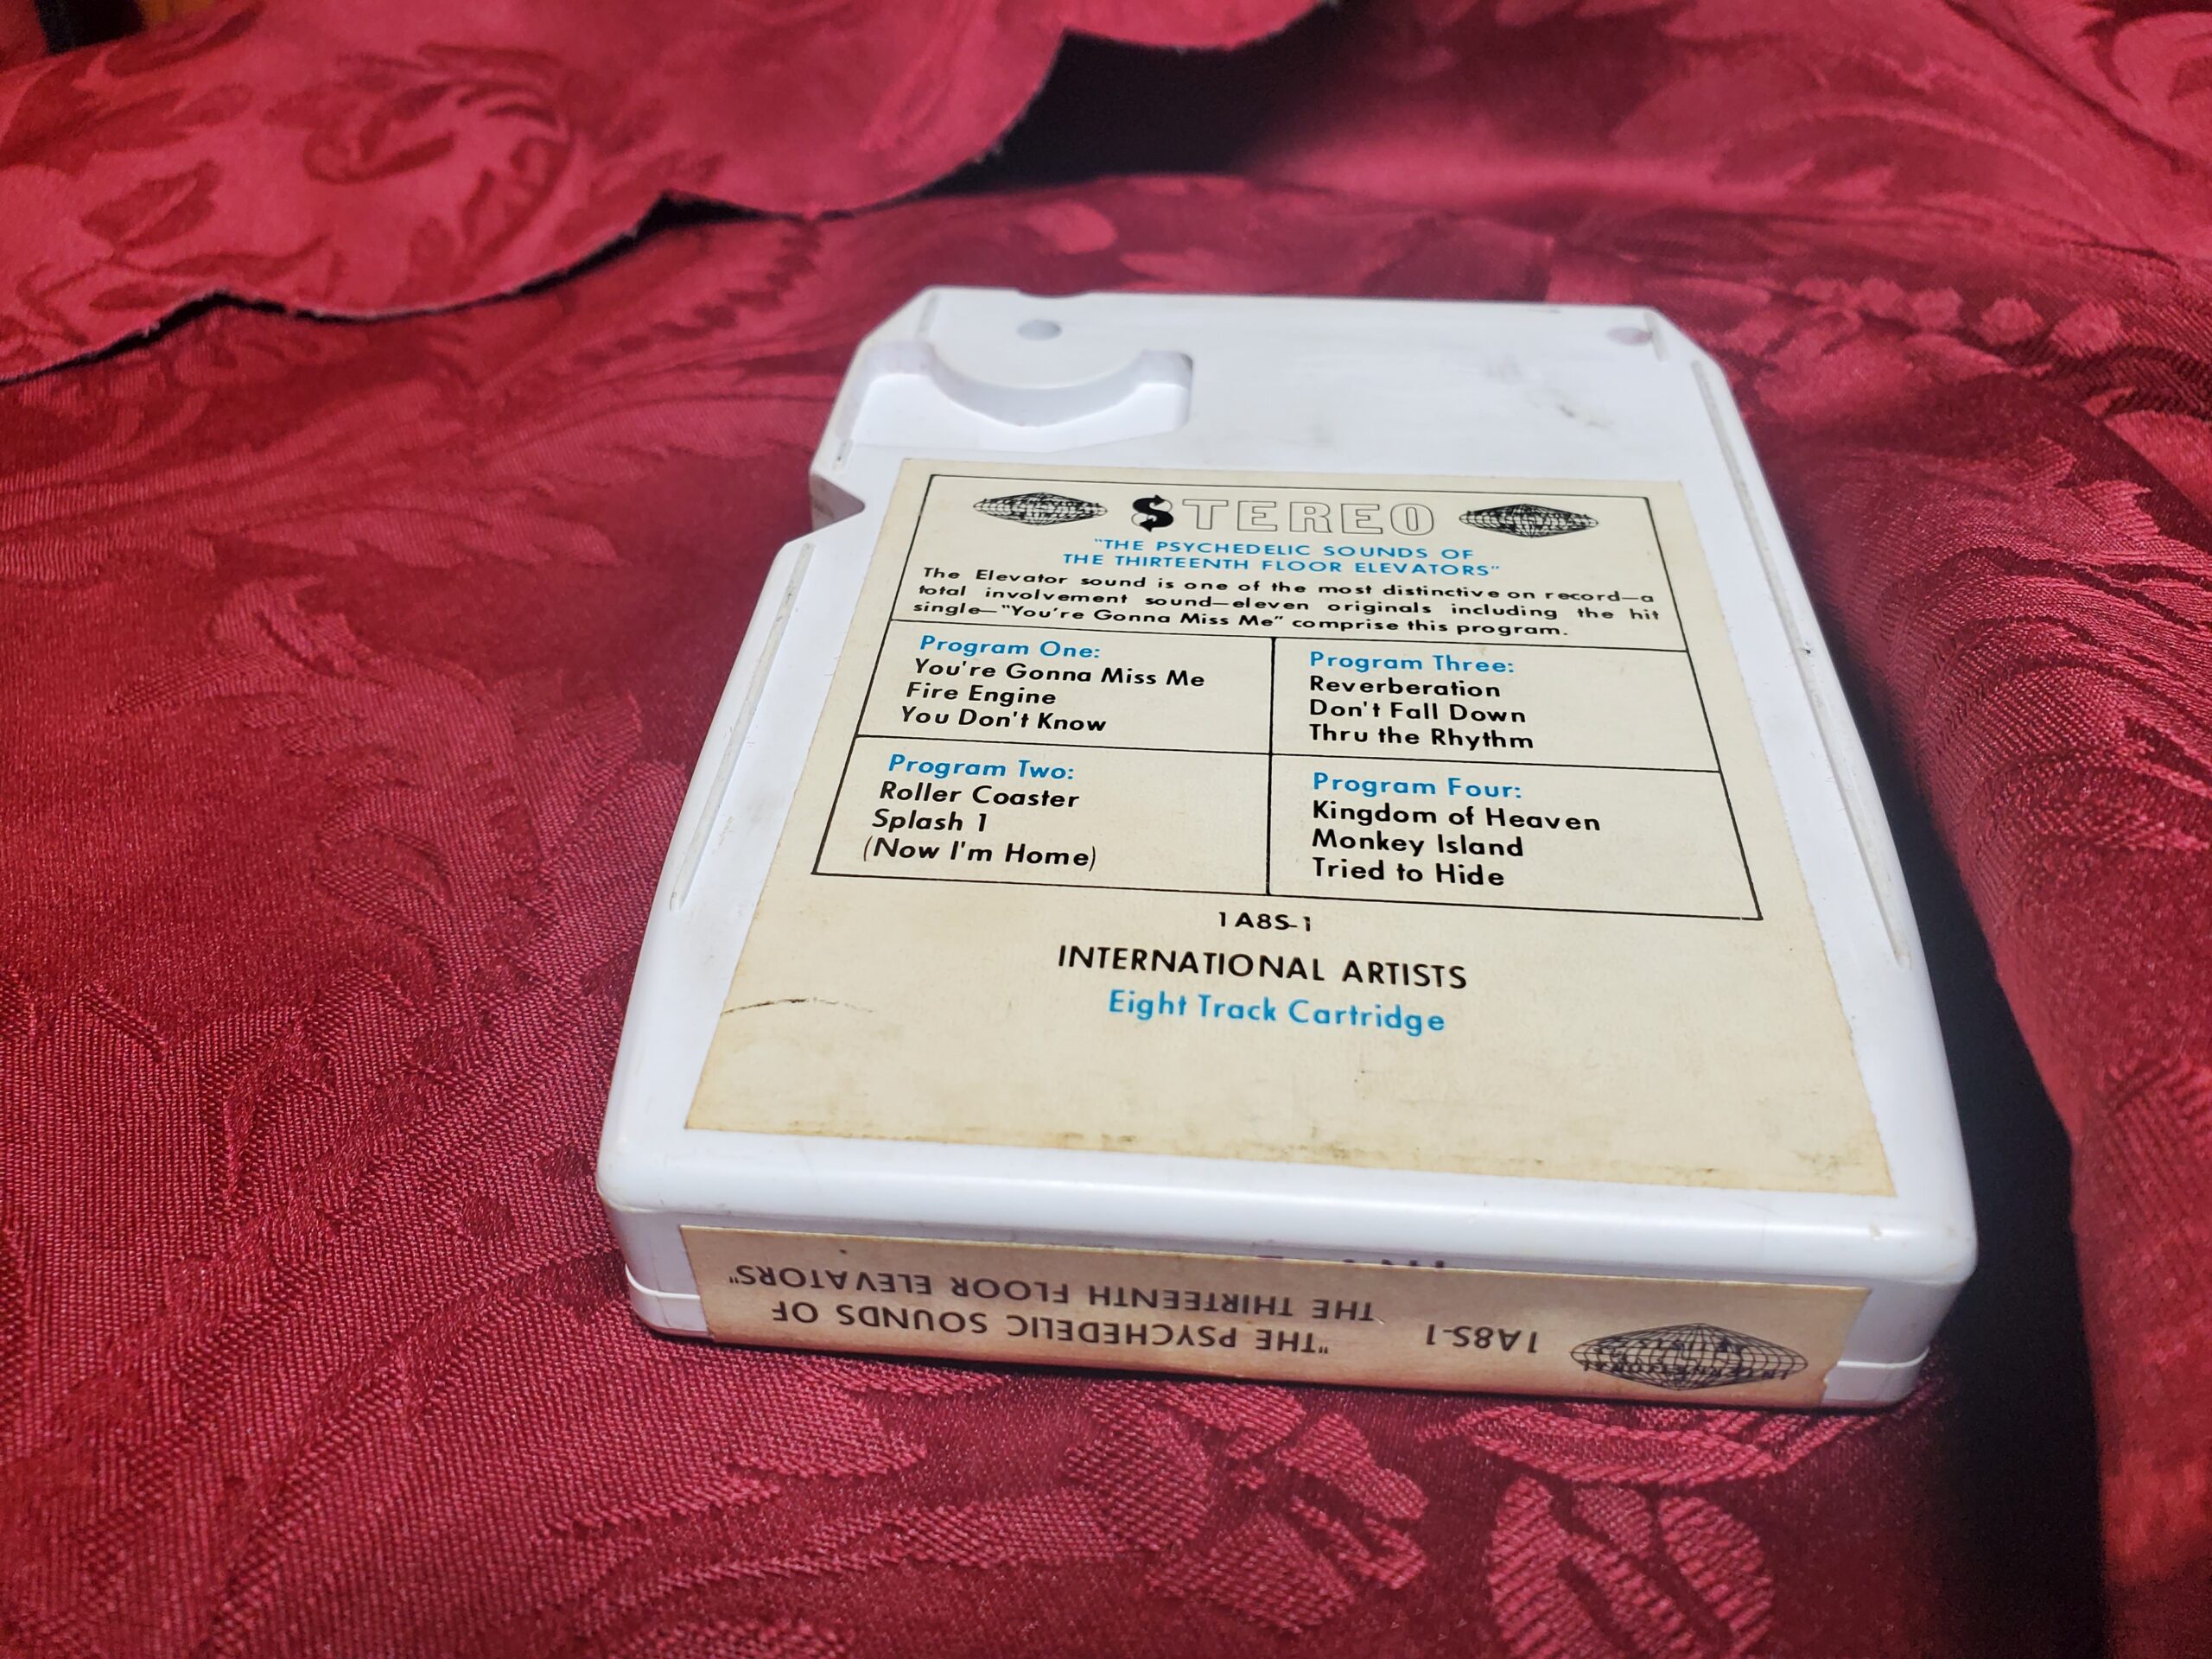 STEREO
"THE PSYCHEDELIC SOUNDS OF
THE THIRTEENTH FLOOR ELEVATORS"
The Elevator sound is one of the most distinctive on record—a
total involvement sound—eleven originals including the hit
single—"You're Gonna Miss Me" comprise this program.
Program One:
You're Gonna Miss Me
Fire Engine
You Don't Know
Program Two:
Roller Coaster
Splash 1
(Now I'm Home)
Program Three:
Reverberation
Don't Fall Down
Thru the Rhythm
Program Four:
Kingdom of Heaven
Monkey Island
Tried to Hide
1A8S-1
INTERNATIONAL ARTISTS
Eight Track Cartridge
INTERNATIONAL
ARTISTS
1A8S-1
"THE PSYCHEDELIC SOUNDS OF
THE THIRTEENTH FLOOR ELEVATORS"